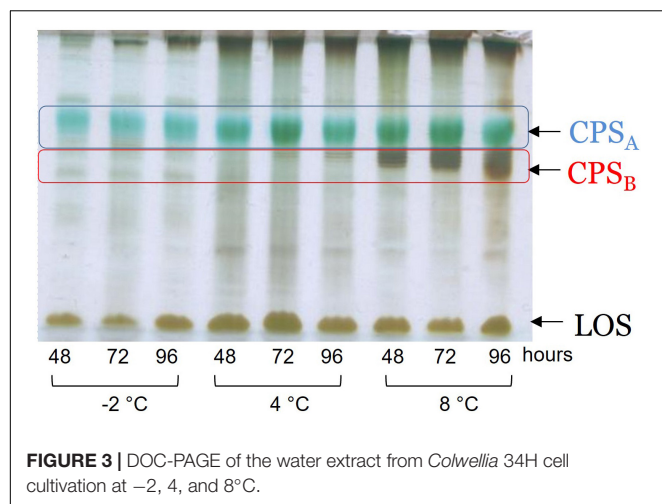 CPSA
CPSB
LOS
48 72 96 48 72 96 48 72 96 hours
-2 °C 4 °C 8 °C
FIGURE 3 | DOC-PAGE of the water extract from Colwellia 34H cell
cultivation at −2, 4, and 8°C.